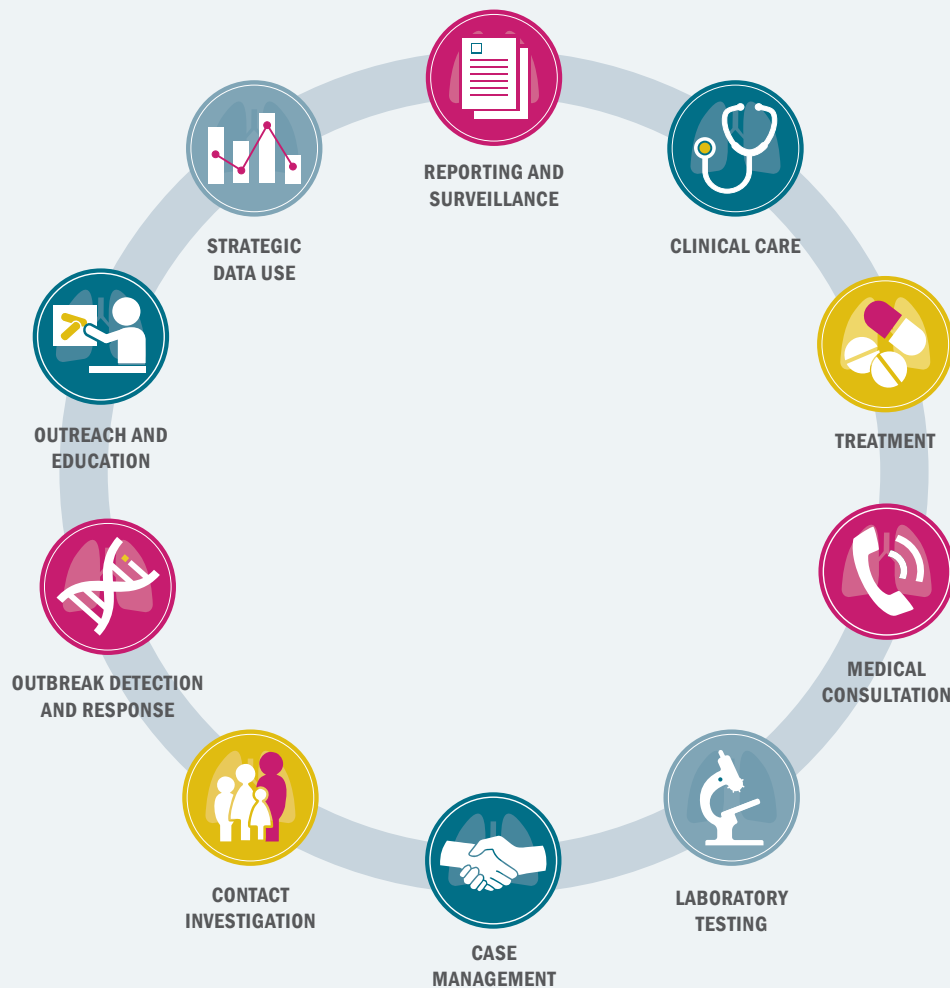 REPORTING AND
SURVEILLANCE
CLINICAL CARE
STRATEGIC
DATA USE
TREATMENT
OUTREACH AND
EDUCATION
MEDICAL
CONSULTATION
OUTBREAK DETECTION
AND RESPONSE
LABORATORY
TESTING
CONTACT
INVESTIGATION
CASE
MANAGEMENT